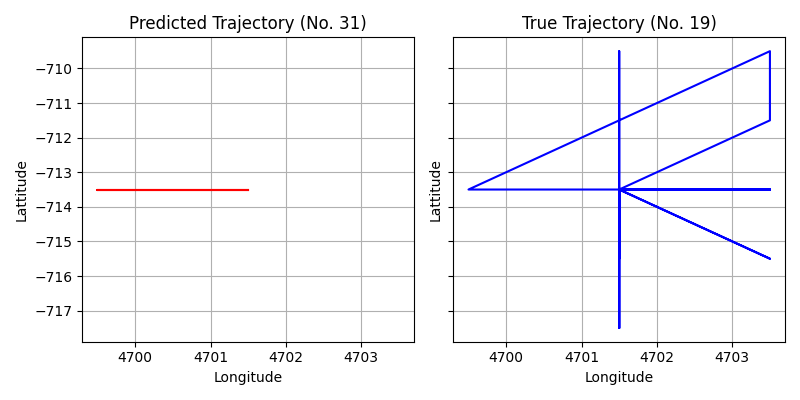 Predicted Trajectory (No. 31)
True Trajectory (No. 19)
−710
−711
−712
−713
−714
−715
−716
−717
Lattitude
Lattitude
4700 4701 4702 4703
4700 4701 4702 4703
Longitude
Longitude